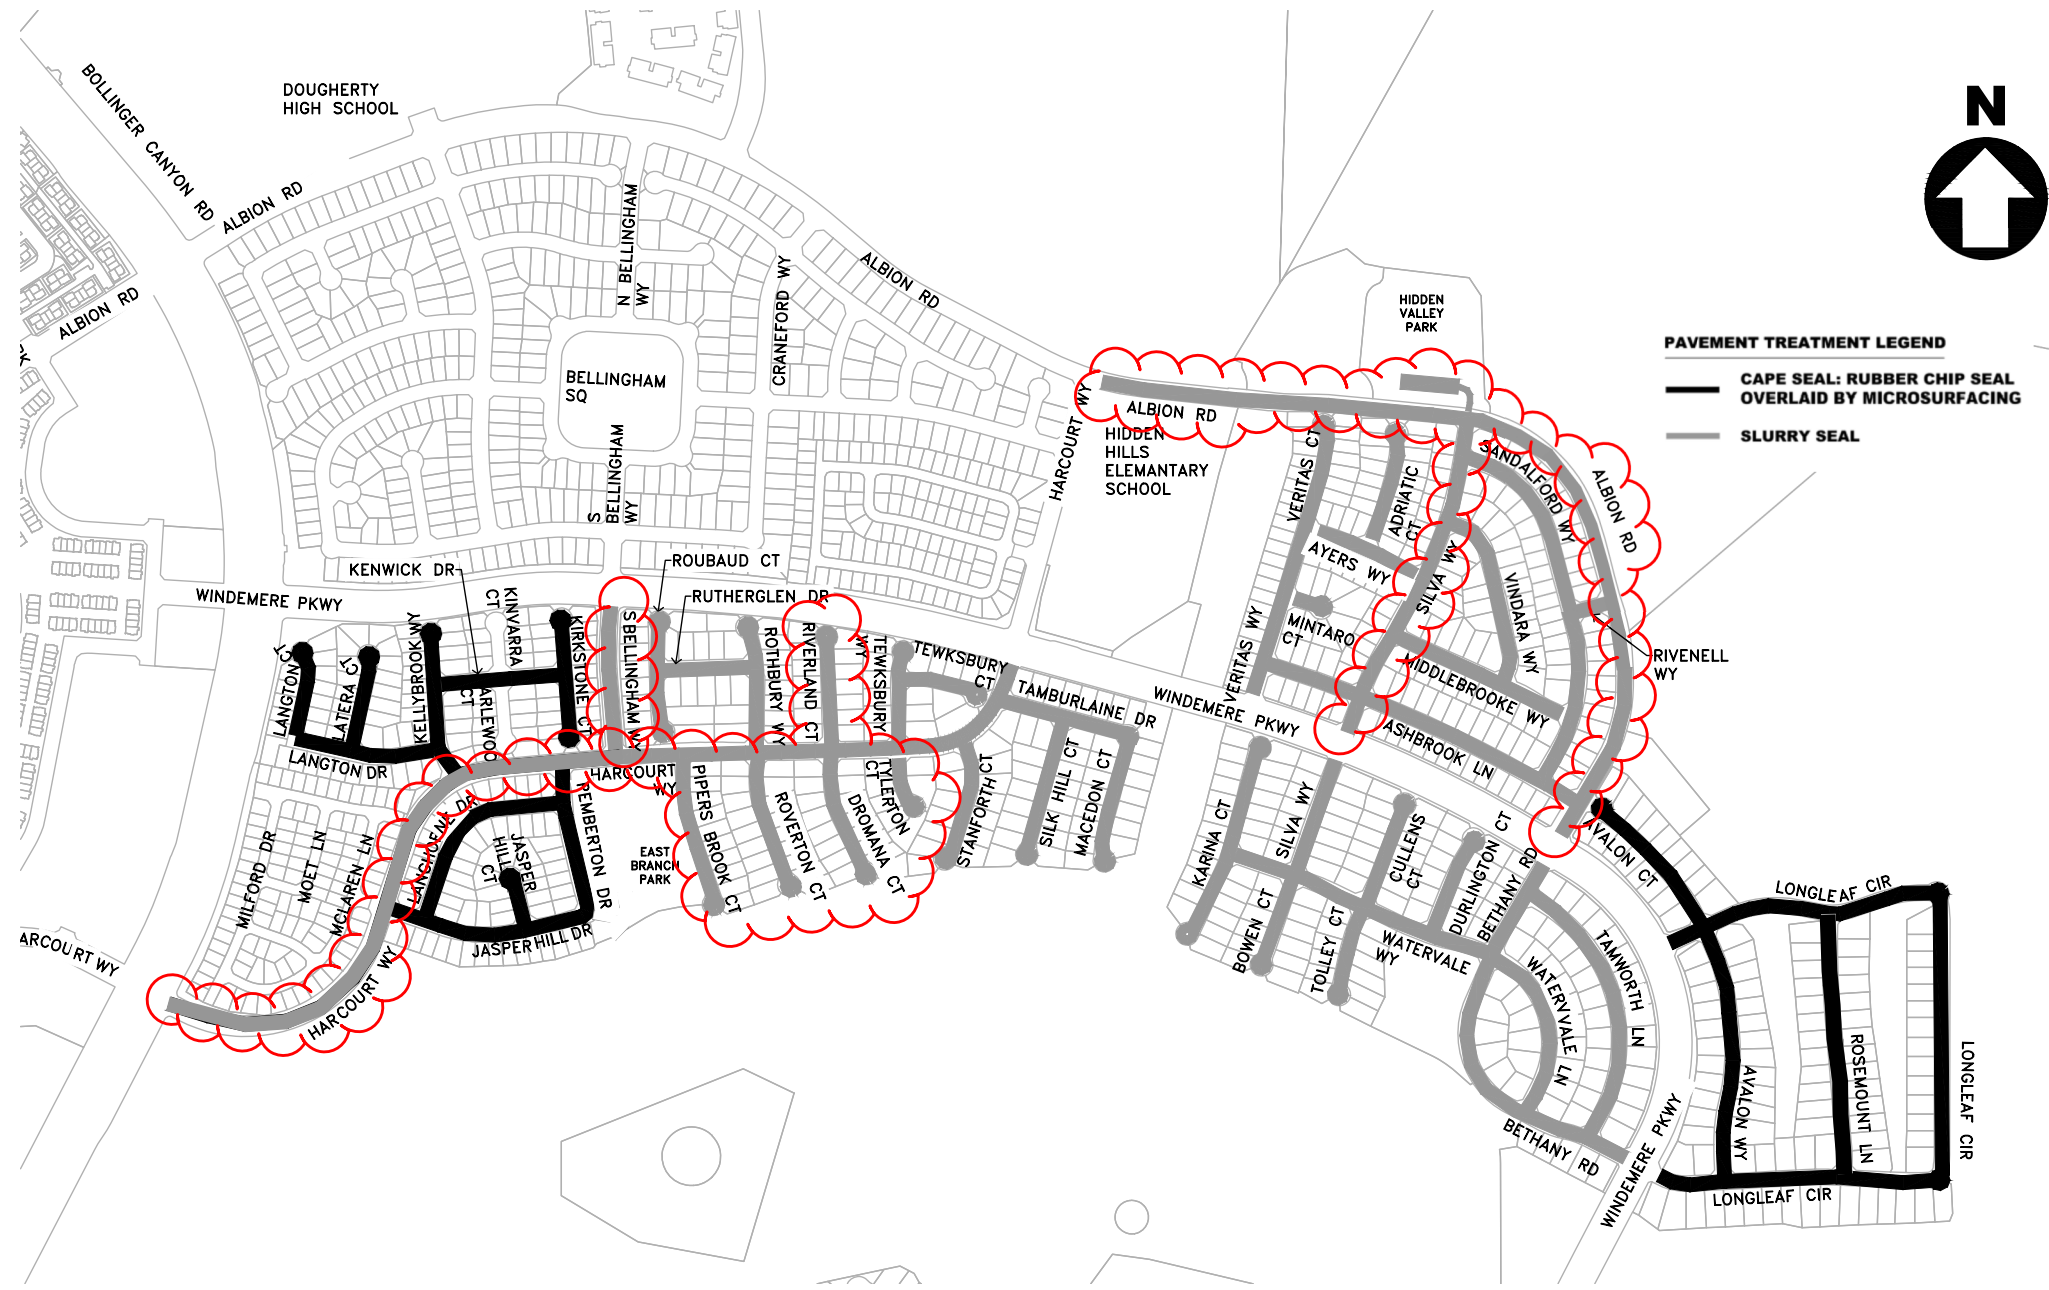 DOUGHERTY
HIGH SCHOOL
BOLLINGER CANYON RD
ALBION RD
ALBION RD
N BELLINGHAM
WY
CRANEFORD WY
ALBION RD
BELLINGHAM
SQ
S
BELLINGHAM
WY
N
HIDDEN
VALLEY
PARK
PAVEMENT TREATMENT LEGEND
CAPE SEAL: RUBBER CHIP SEAL
OVERLAID BY MICROSURFACING
SLURRY SEAL
HARCOURT WY
ALBION RD
HIDDEN
HILLS
ELEMANTARY
SCHOOL
VERITAS CT
ADRIATIC
CT
SANDALFORD WY
ALBION RD
AYERS WY
SILVA WY
VINDARA WY
MINTARO
CT
VERITAS WY
MIDDLEBROOKE WY
RIVENELL
WY
ASHBROOK LN
KENWICK DR
ROUBAUD CT
RUTHERGLEN DR
WINDEMERE PKWY
KINVARRA
CT
KELLYBROOK WY
KIRKSTONE CT
S BELLINGHAM WY
ROTHBURY WY
RIVERLAND CT
TEWKSBURY
WY
TEWKSBURY
CT
TAMBURLAINE DR
WINDEMERE PKWY
LANGTON
CT
LATERA CT
CT
LANGTON DR
HARCOURT
WY
PIPERS BROOK CT
ROVERTON CT
DROMANA CT
TYLERTON
CT
STANFORTH CT
SILK HILL CT
MACEDON CT
PEMBERTON DR
JASPER
HILL
CT
JASPER HILL DR
EAST
BRANCH
PARK
MILFORD DR
MOET LN
MCLAREN LN
HARCOURT WY
ARCOURT WY
KARINA CT
SILVA WY
CULLENS
CT
DURLINGTON CT
BETHANY RD
BOWEN CT
TOLLEY CT
WATERVALE
WY
WATERVALE LN
TAMWORTH LN
BETHANY RD
WINDEMERE PKWY
AVALON CT
LONGLEAF CIR
AVALON WY
ROSEMOUNT LN
LONGLEAF CIR
LONGLEAF CIR